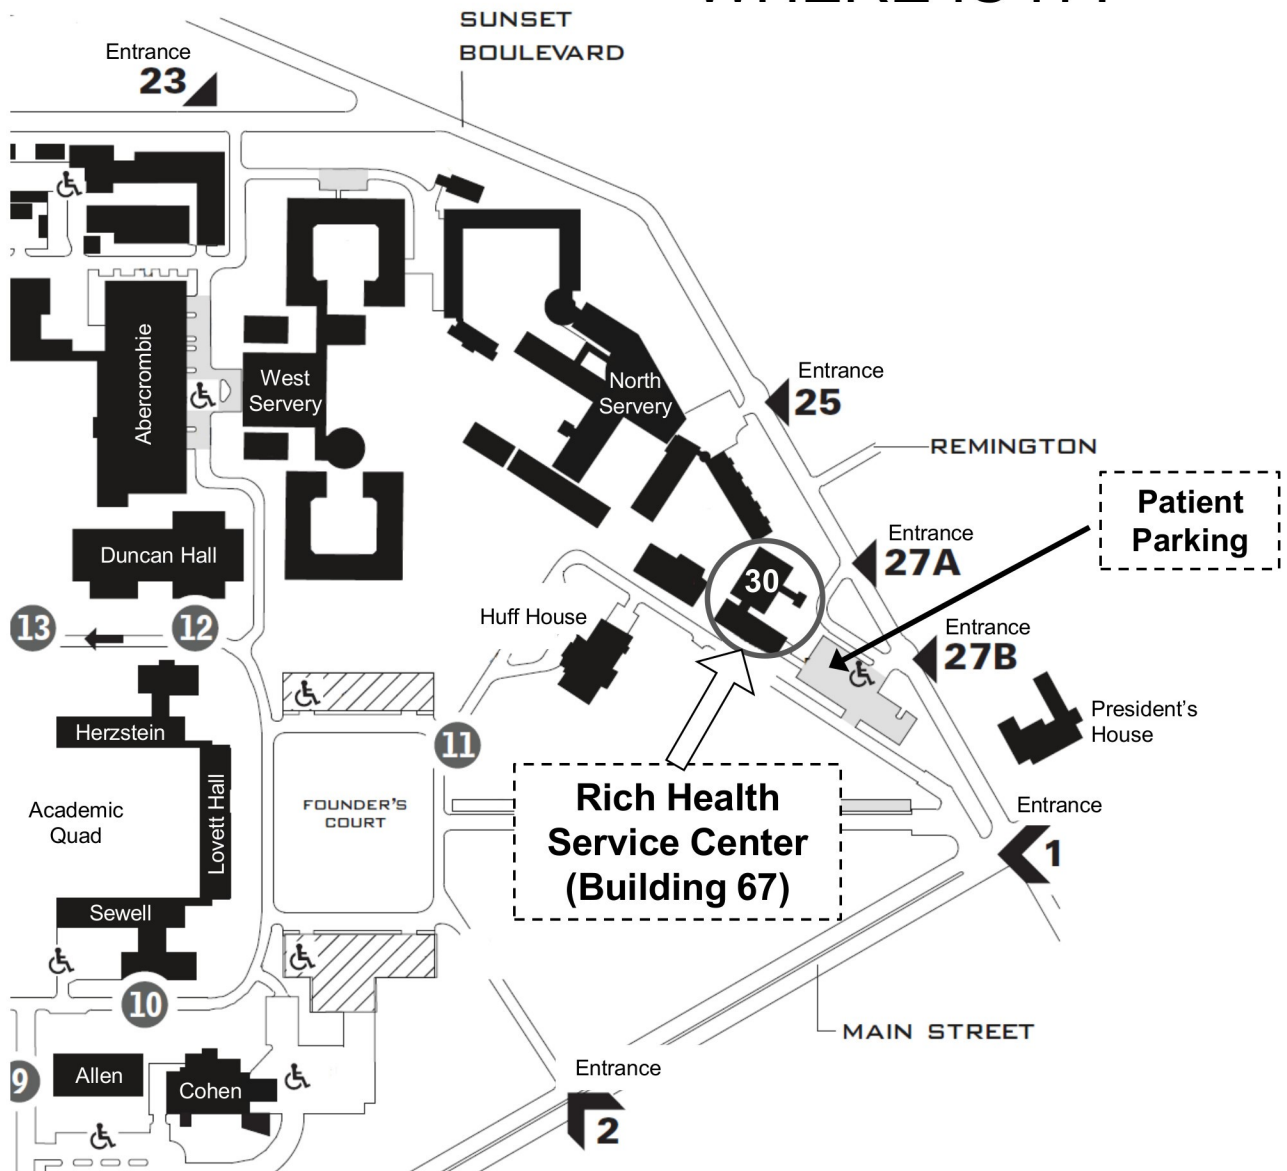 SUNSET
BOULEVARD
Entrance
23
Abercrombie
West
Servery
North
Servery
Entrance
25
REMINGTON
Patient
Parking
Duncan Hall
30
Entrance
27A
Huff House
13
12
Entrance
27B
President's
House
Herzstein
11
Lovett Hall
Academic
Quad
FOUNDER'S
COURT
Rich Health
Service Center
(Building 67)
Entrance
1
Sewell
10
MAIN STREET
9
Allen
Cohen
Entrance
2